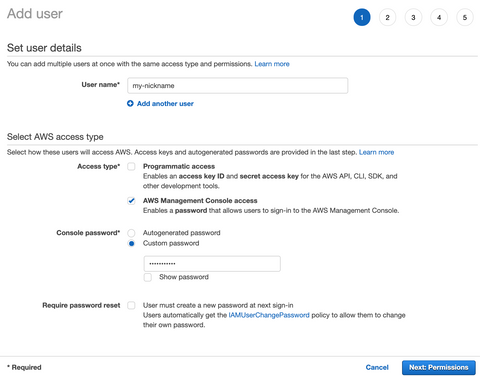 Add user
1 2 3 4 5
Set user details
You can add multiple users at once with the same access type and permissions. Learn more
User name* my-nickname
Add another user
Select AWS access type
Select how these users will access AWS. Access keys and autogenerated passwords are provided in the last step. Learn more
Access type* Programmatic access
Enables an access key ID and secret access key for the AWS API, CLI, SDK, and
other development tools.
AWS Management Console access
Enables a password that allows users to sign-in to the AWS Management Console.
Console password* Autogenerated password
Custom password
•••••••••••
Show password
Require password reset User must create a new password at next sign-in
Users automatically get the IAMUserChangePassword policy to allow them to change
their own password.
* Required Cancel Next: Permissions